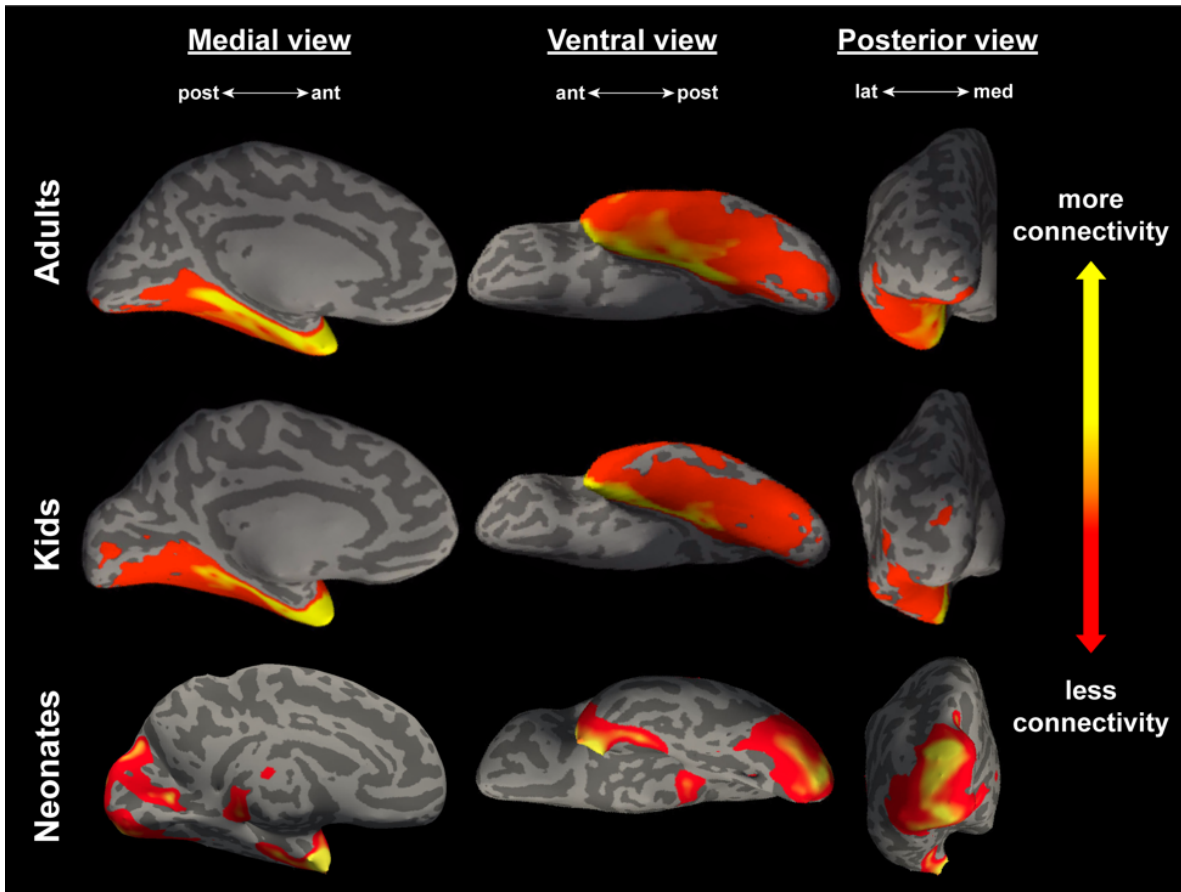 Medial view
Ventral view
Posterior view
post ant
ant post
lat med
Adults
more
connectivity
Kids
Neonates
less
connectivity